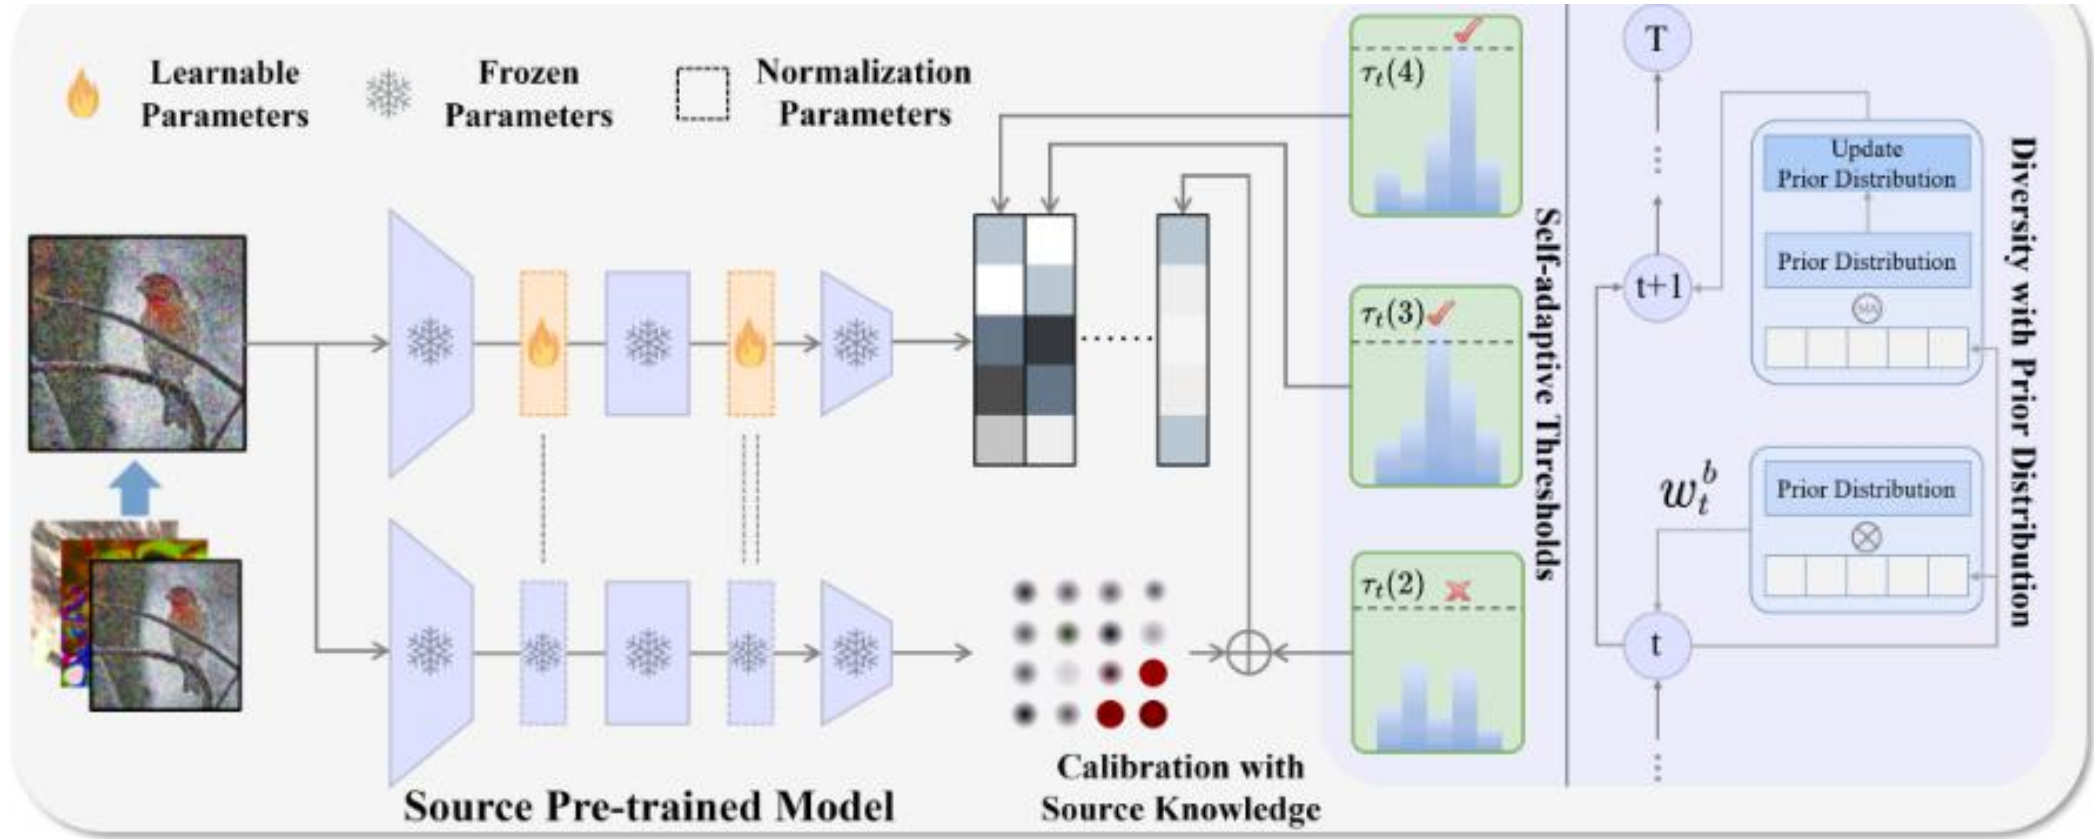 Learnable
Parameters
Frozen
Parameters
Normalization
Parameters
τₜ(4)
τₜ(3)
τₜ(2)
Self-adaptive Thresholds
T
t+1
t
Update
Prior Distribution
Prior Distribution
wₜᵇ
Prior Distribution
Diversity with Prior Distribution
Source Pre-trained Model
Calibration with
Source Knowledge